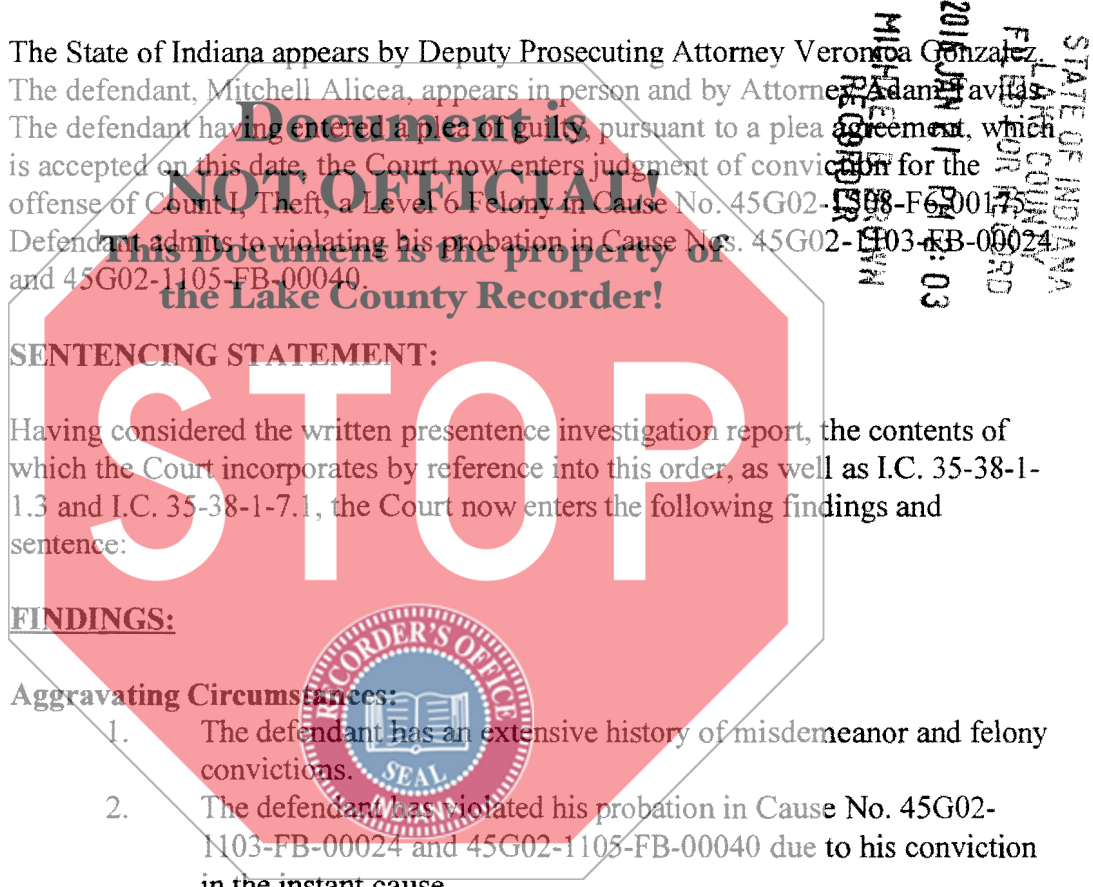 The State of Indiana appears by Deputy Prosecuting Attorney Veronica Gonzalez.
The defendant, Mitchell Alicea, appears in person and by Attorney Adam Tavitas.
The defendant having entered a plea of guilty, pursuant to a plea agreement, which
is accepted on this date, the Court now enters judgment of conviction for the
offense of Count I, Theft, a Level 6 Felony in Cause No. 45G02-1508-F6-00175.
Defendant admits to violating his probation in Cause Nos. 45G02-1103-FB-00024
and 45G02-1105-FB-00040.
SENTENCING STATEMENT:
Having considered the written presentence investigation report, the contents of
which the Court incorporates by reference into this order, as well as I.C. 35-38-1-
1.3 and I.C. 35-38-1-7.1, the Court now enters the following findings and
sentence:
FINDINGS:
Aggravating Circumstances:
1. The defendant has an extensive history of misdemeanor and felony
convictions.
2. The defendant has violated his probation in Cause No. 45G02-
1103-FB-00024 and 45G02-1105-FB-00040 due to his conviction
in the instant cause.
Document is
NOT OFFICIAL!
This Document is the property of
the Lake County Recorder!
STOP
RECORDER'S OFFICE
SEAL
INDIANA
STATE OF INDIANA
LAKE COUNTY
FILED FOR RECORD
BROWN
RECORDER